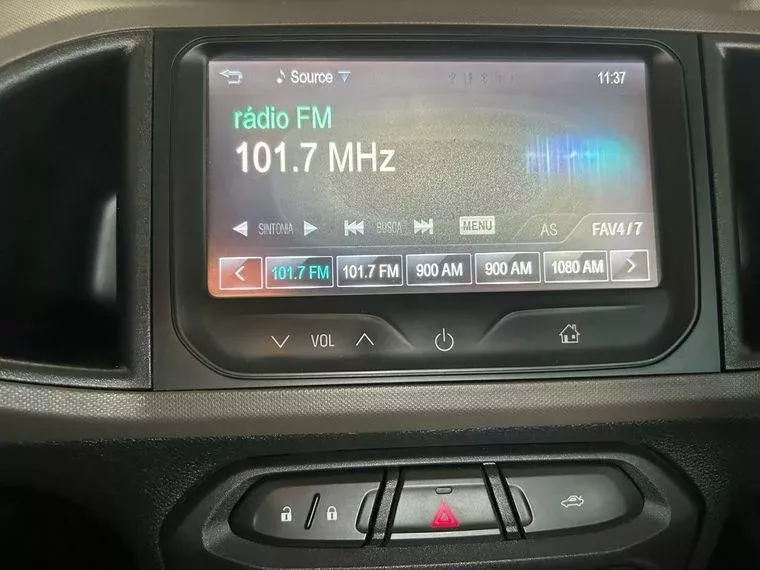 Source 11:37
rádio FM
101.7 MHz
SINTONIA BUSCA MENU AS FAV4/7
101.7 FM 101.7 FM 900 AM 900 AM 1080 AM
VOL